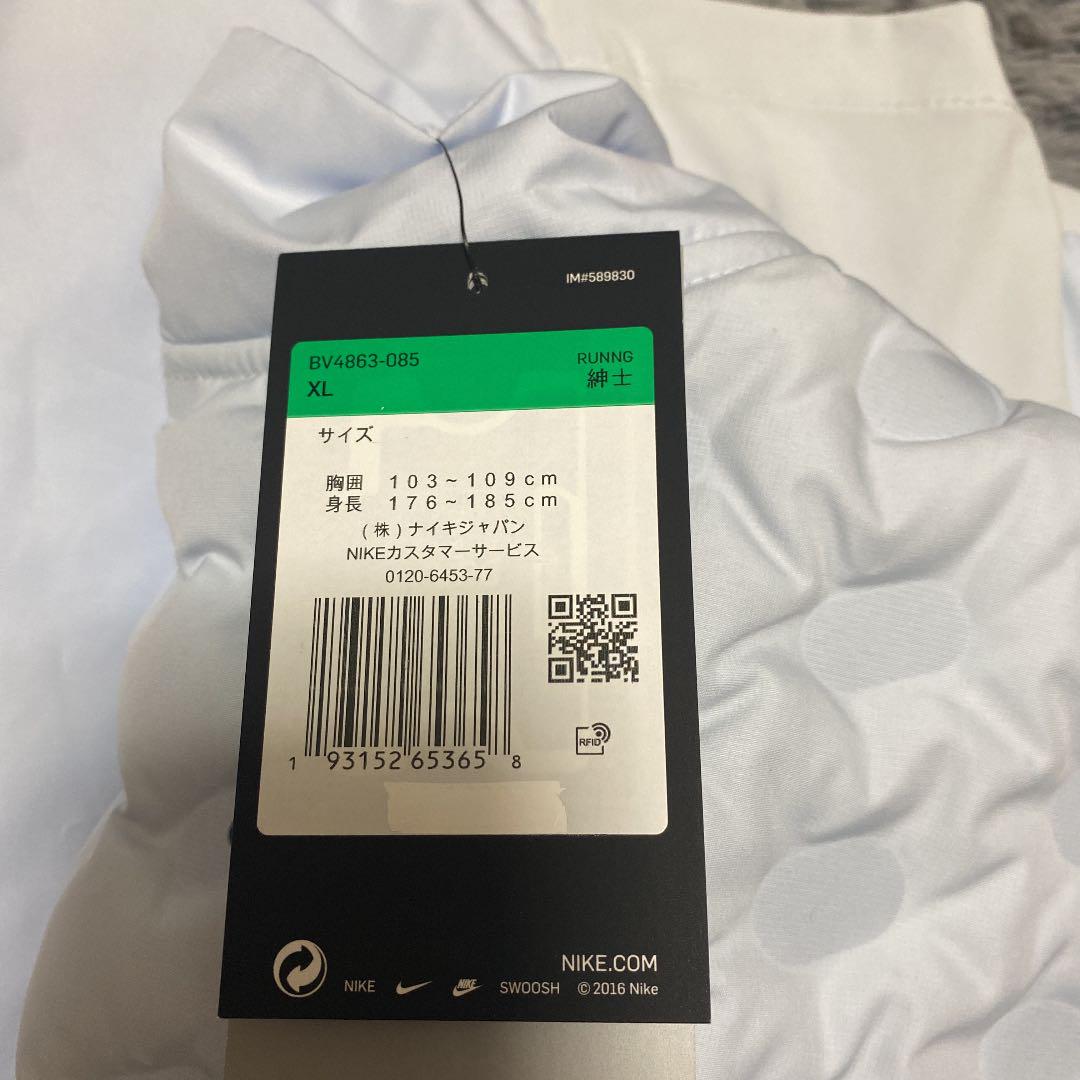 IM#589830
BV4863-085
XL
RUNNG
紳士
サイズ
胸囲 103~109cm
身長 176~185cm
(株)ナイキジャパン
NIKEカスタマーサービス
0120-6453-77
1 93152 65365 8
RFID
NIKE.COM
NIKE NIKE SWOOSH © 2016 Nike